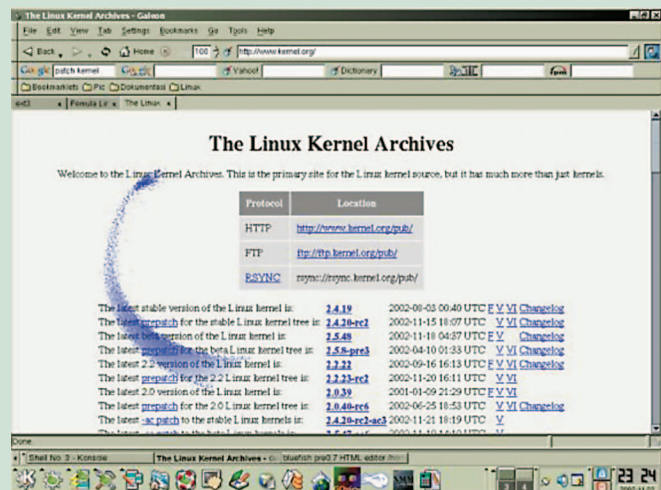 The Linux Kernel Archives - Galeon
File Edit View Tab Settings Bookmarks Go Tools Help
Back Home 100 http://www.kernel.org/
Google patch kernel Google Yahoo! Dictionary
Bookmarklets Pic Dokumentasi Linux
ext3 The Linux
The Linux Kernel Archives
Welcome to the Linux Kernel Archives. This is the primary site for the Linux kernel source, but it has much more than just kernels.
Protocol Location
HTTP http://www.kernel.org/pub/
FTP ftp://ftp.kernel.org/pub/
RSYNC rsync://rsync.kernel.org/pub/
The latest stable version of the Linux kernel is: 2.4.19 2002-08-03 00:40 UTC F V VI Changelog
The latest prepatch for the stable Linux kernel tree is: 2.4.20-rc2 2002-11-15 18:07 UTC V VI Changelog
The latest beta version of the Linux kernel is: 2.5.48 2002-11-18 04:37 UTC F V VI Changelog
The latest prepatch for the beta Linux kernel tree is: 2.5.8-pre3 2002-04-10 01:33 UTC V VI Changelog
The latest 2.2 version of the Linux kernel is: 2.2.22 2002-09-16 16:13 UTC F V VI Changelog
The latest prepatch for the 2.2 Linux kernel tree is: 2.2.23-rc2 2002-11-20 16:11 UTC V VI
The latest 2.0 version of the Linux kernel is: 2.0.39 2001-01-09 21:29 UTC F V VI Changelog
The latest prepatch for the 2.0 Linux kernel tree is: 2.0.40-rc6 2002-06-25 18:53 UTC V VI Changelog
The latest -ac patch to the stable Linux kernels is: 2.4.20-rc2-ac3 2002-11-21 18:19 UTC V
Done.
Shell No. 3 - Konsole The Linux Kernel Archives - bluefish pre0.7 HTML editor
3 4 23 24